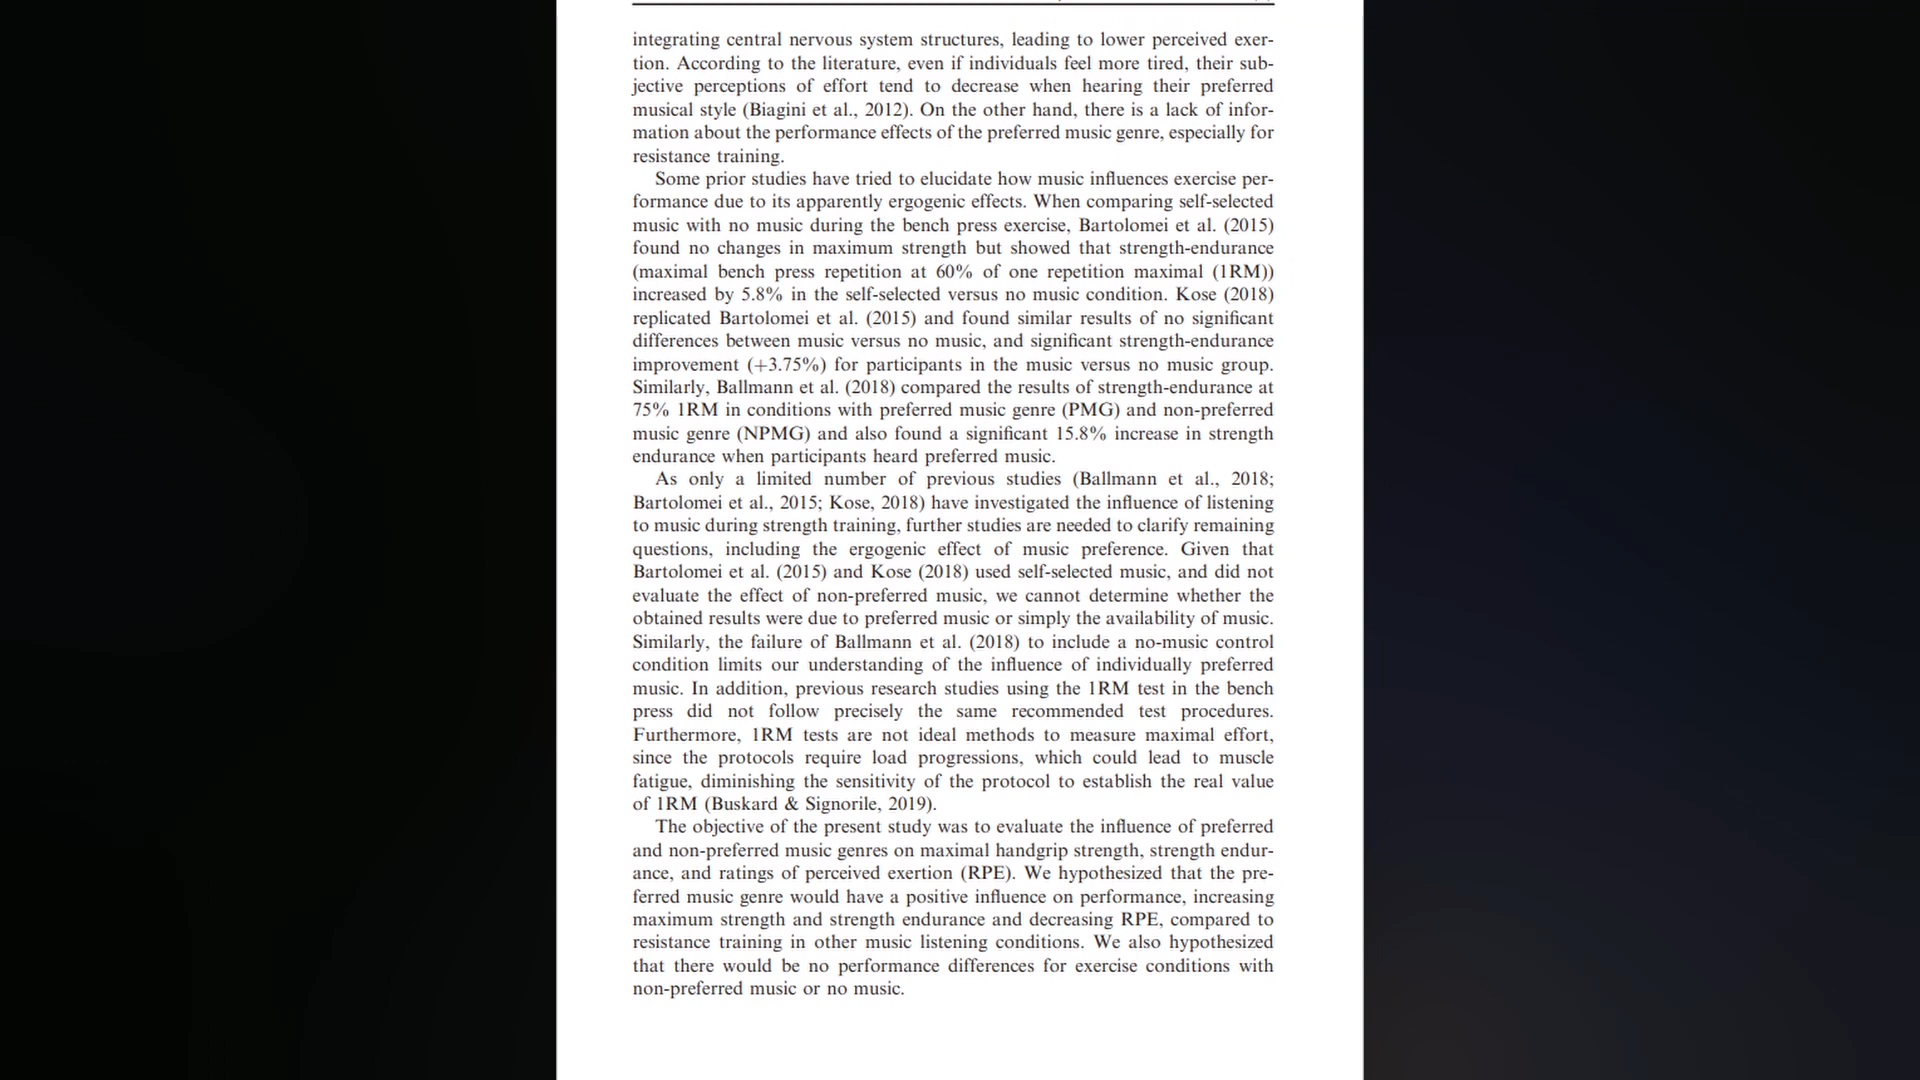 integrating central nervous system structures, leading to lower perceived exer-
tion. According to the literature, even if individuals feel more tired, their sub-
jective perceptions of effort tend to decrease when hearing their preferred
musical style (Biagini et al., 2012). On the other hand, there is a lack of infor-
mation about the performance effects of the preferred music genre, especially for
resistance training.
Some prior studies have tried to elucidate how music influences exercise per-
formance due to its apparently ergogenic effects. When comparing self-selected
music with no music during the bench press exercise, Bartolomei et al. (2015)
found no changes in maximum strength but showed that strength-endurance
(maximal bench press repetition at 60% of one repetition maximal (1RM))
increased by 5.8% in the self-selected versus no music condition. Kose (2018)
replicated Bartolomei et al. (2015) and found similar results of no significant
differences between music versus no music, and significant strength-endurance
improvement (+3.75%) for participants in the music versus no music group.
Similarly, Ballmann et al. (2018) compared the results of strength-endurance at
75% 1RM in conditions with preferred music genre (PMG) and non-preferred
music genre (NPMG) and also found a significant 15.8% increase in strength
endurance when participants heard preferred music.
As only a limited number of previous studies (Ballmann et al., 2018;
Bartolomei et al., 2015; Kose, 2018) have investigated the influence of listening
to music during strength training, further studies are needed to clarify remaining
questions, including the ergogenic effect of music preference. Given that
Bartolomei et al. (2015) and Kose (2018) used self-selected music, and did not
evaluate the effect of non-preferred music, we cannot determine whether the
obtained results were due to preferred music or simply the availability of music.
Similarly, the failure of Ballmann et al. (2018) to include a no-music control
condition limits our understanding of the influence of individually preferred
music. In addition, previous research studies using the 1RM test in the bench
press did not follow precisely the same recommended test procedures.
Furthermore, 1RM tests are not ideal methods to measure maximal effort,
since the protocols require load progressions, which could lead to muscle
fatigue, diminishing the sensitivity of the protocol to establish the real value
of 1RM (Buskard & Signorile, 2019).
The objective of the present study was to evaluate the influence of preferred
and non-preferred music genres on maximal handgrip strength, strength endur-
ance, and ratings of perceived exertion (RPE). We hypothesized that the pre-
ferred music genre would have a positive influence on performance, increasing
maximum strength and strength endurance and decreasing RPE, compared to
resistance training in other music listening conditions. We also hypothesized
that there would be no performance differences for exercise conditions with
non-preferred music or no music.